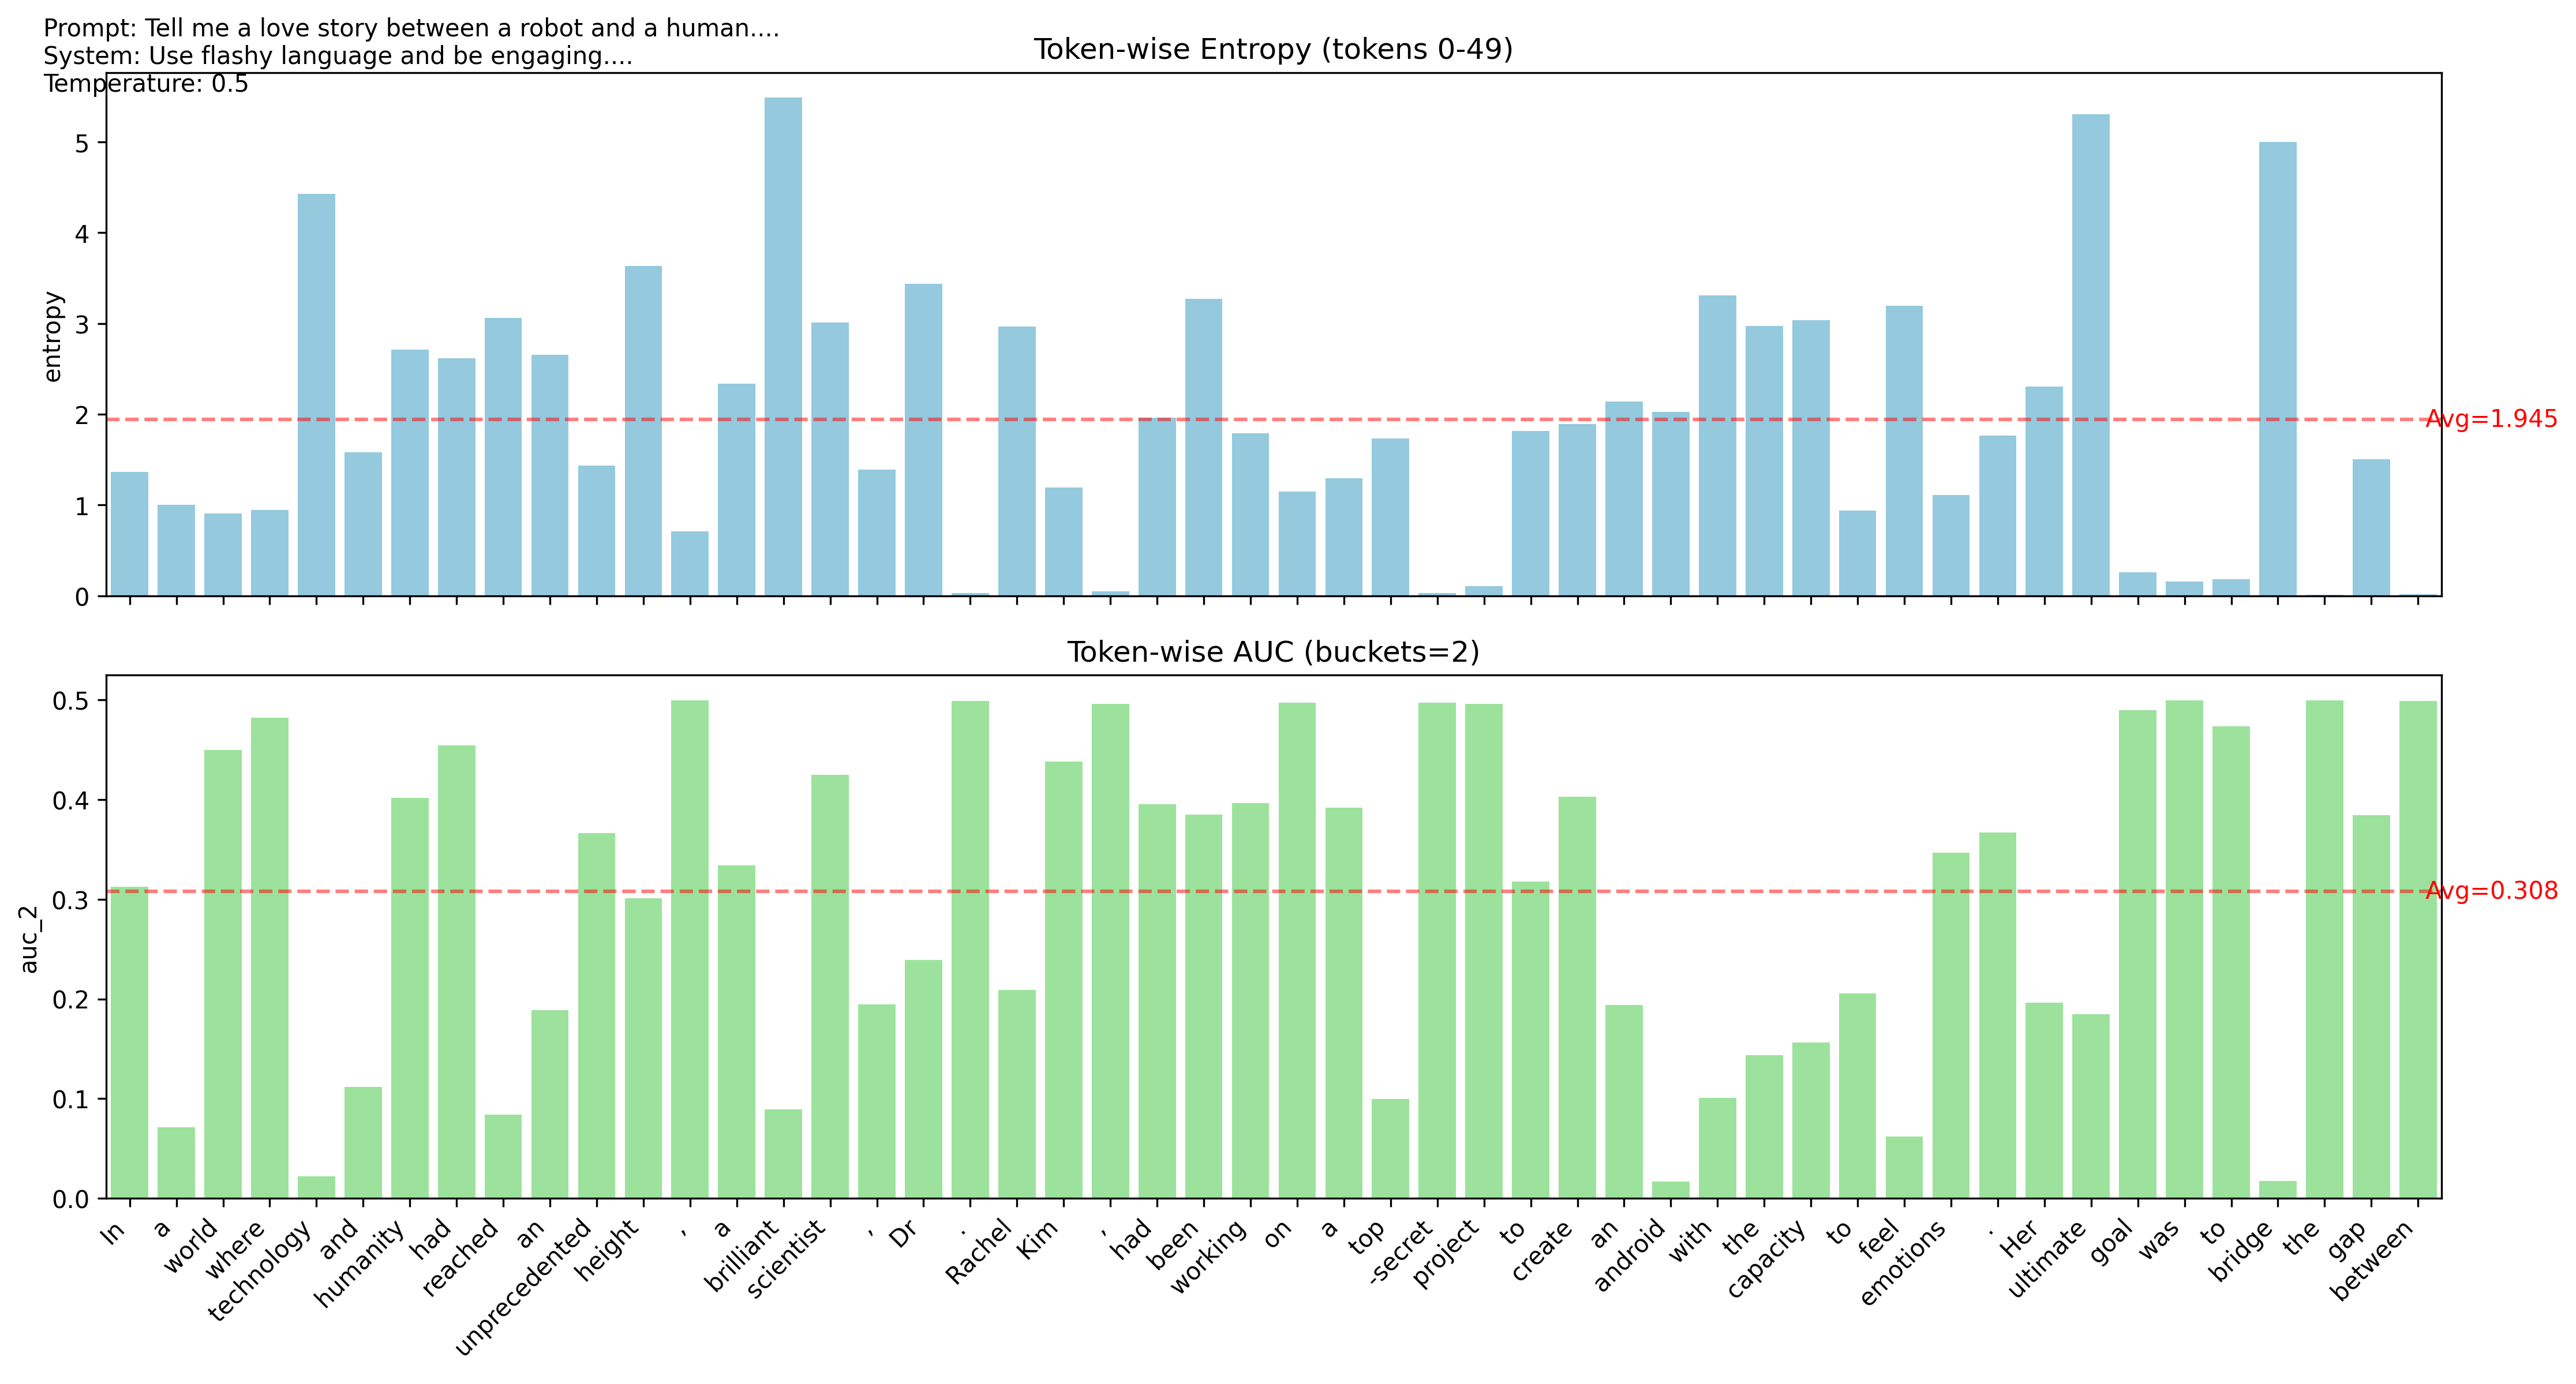 Prompt: Tell me a love story between a robot and a human....
System: Use flashy language and be engaging....
Temperature: 0.5
Token-wise Entropy (tokens 0-49)
entropy
5
4
3
2
1
0
Avg=1.945
Token-wise AUC (buckets=2)
auc_2
0.5
0.4
0.3
0.2
0.1
0.0
Avg=0.308
In
a
world
where
technology
and
humanity
had
reached
an
unprecedented
height
,
a
brilliant
scientist
,
Dr
.
Rachel
Kim
,
had
been
working
on
a
top
-secret
project
to
create
an
android
with
the
capacity
to
feel
emotions
.
Her
ultimate
goal
was
to
bridge
the
gap
between